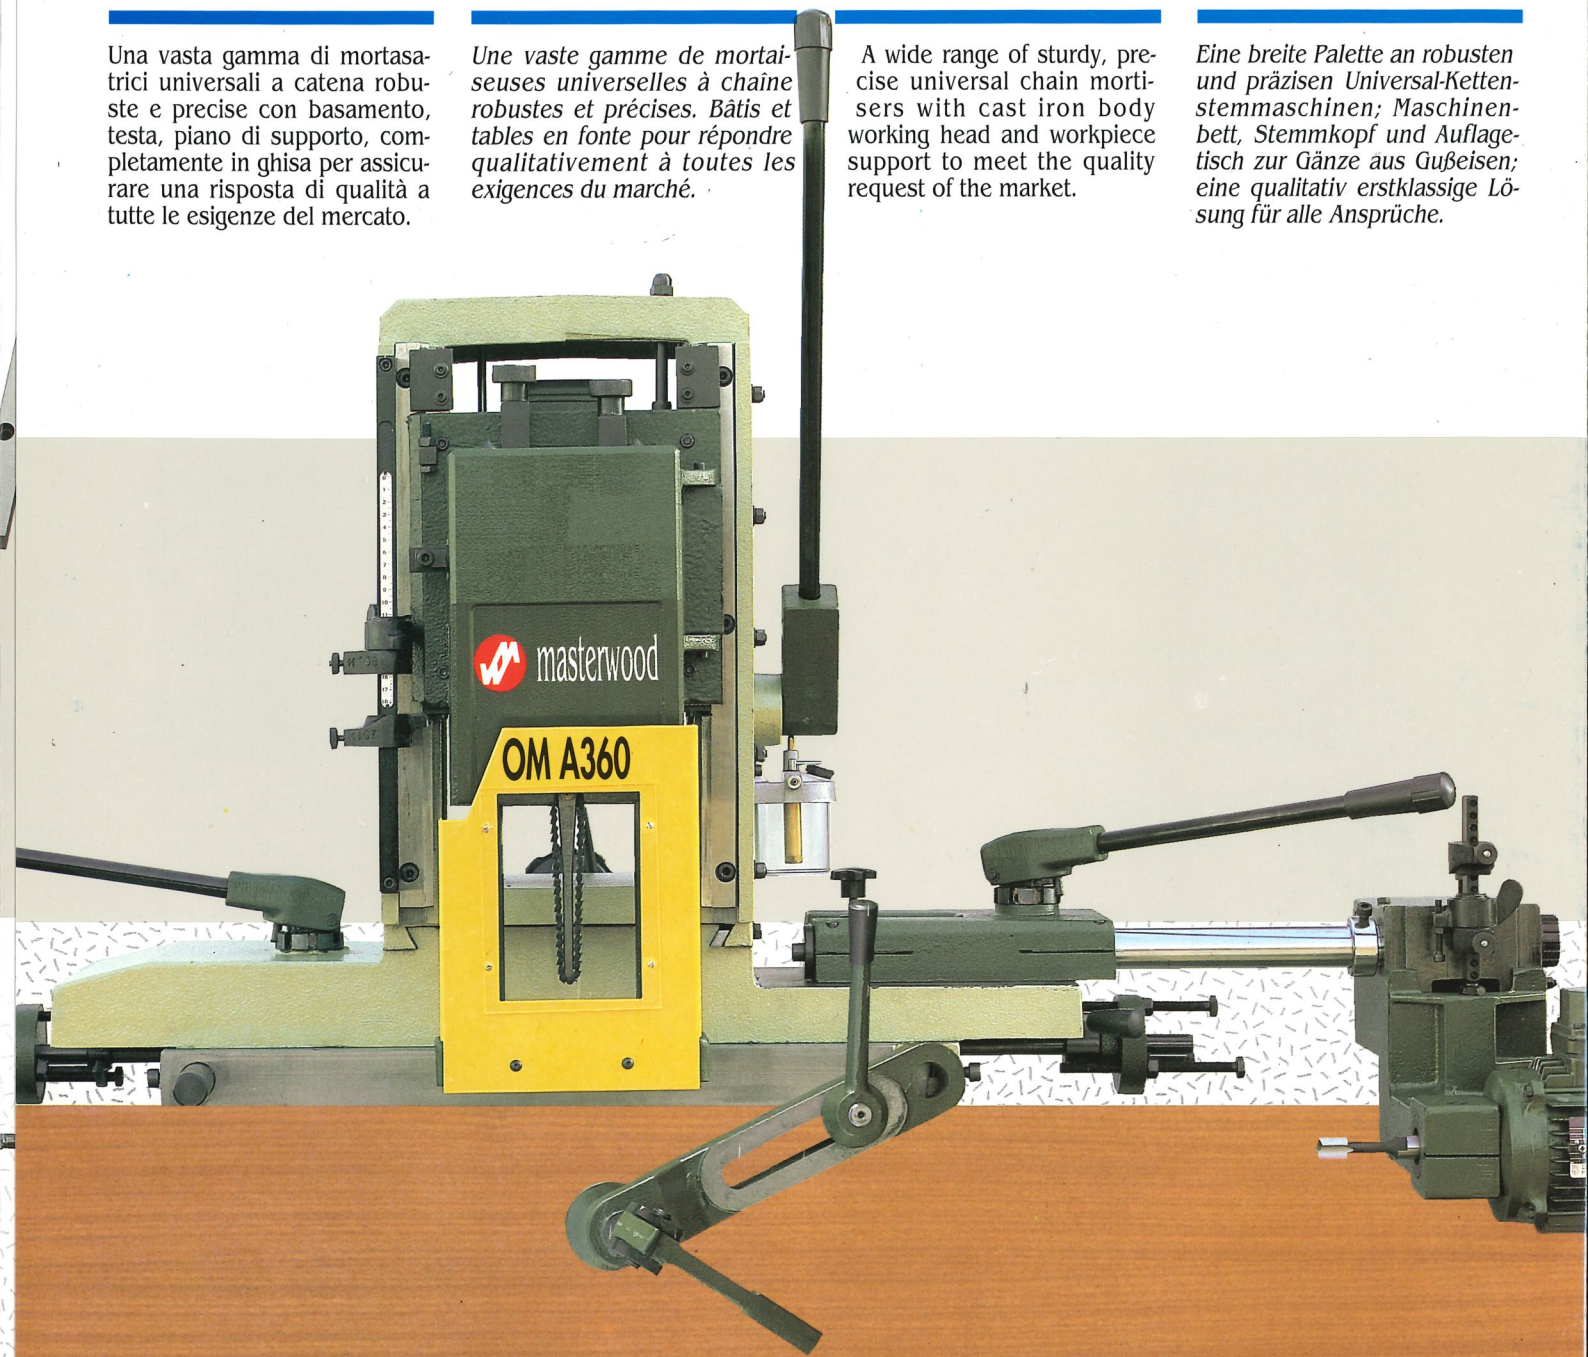 Una vasta gamma di mortasa-
trici universali a catena robu-
ste e precise con basamento,
testa, piano di supporto, com-
pletamente in ghisa per assicu-
rare una risposta di qualità a
tutte le esigenze del mercato.
Une vaste gamme de mortai-
seuses universelles à chaîne
robustes et précises. Bâtis et
tables en fonte pour répondre
qualitativement à toutes les
exigences du marché.
A wide range of sturdy, pre-
cise universal chain morti-
sers with cast iron body
working head and workpiece
support to meet the quality
request of the market.
Eine breite Palette an robusten
und präzisen Universal-Ketten-
stemmaschinen; Maschinen-
bett, Stemmkopf und Auflage-
tisch zur Gänze aus Gußeisen;
eine qualitativ erstklassige Lö-
sung für alle Ansprüche.
masterwood
OM A360